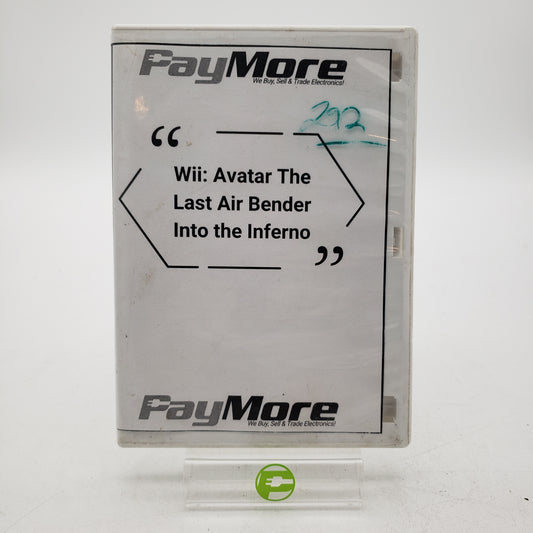 PayMore
We Buy, Sell & Trade Electronics!
292
“
Wii: Avatar The
Last Air Bender
Into the Inferno
”
PayMore
We Buy, Sell & Trade Electronics!